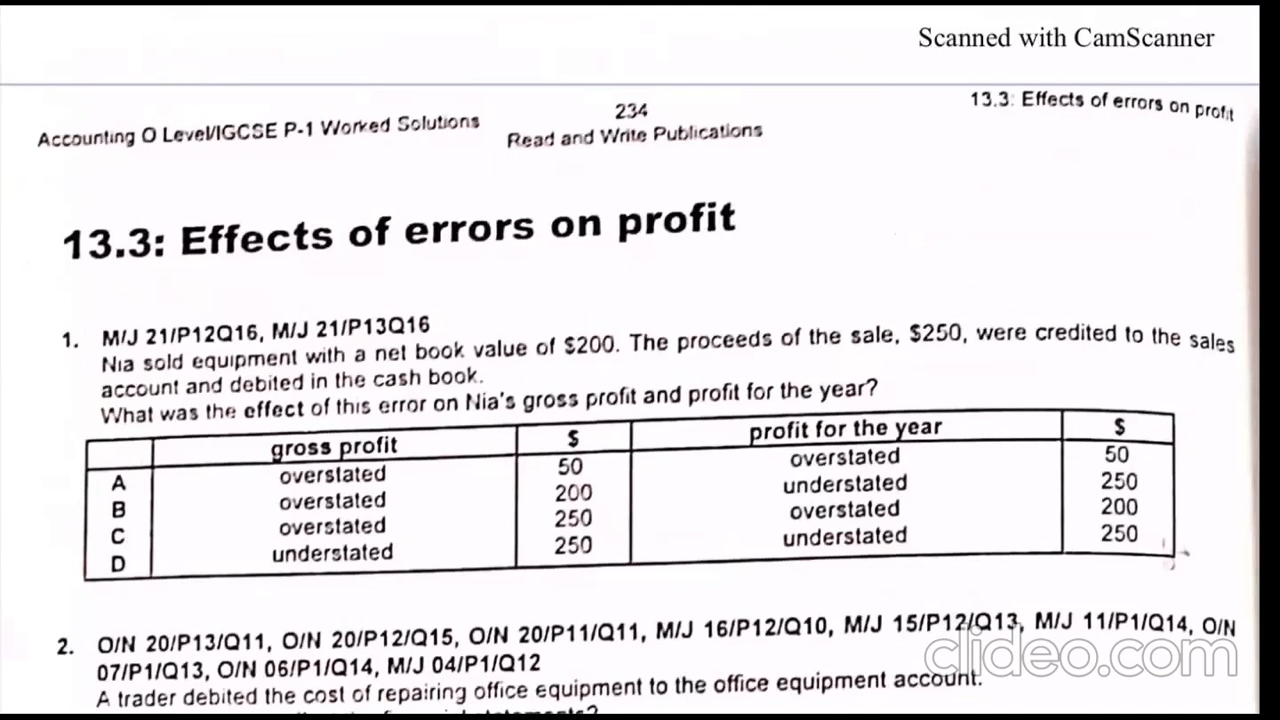 Scanned with CamScanner
13.3: Effects of errors on profit
234
Accounting O Level/IGCSE P-1 Worked Solutions
Read and Write Publications
13.3: Effects of errors on profit
1. M/J 21/P12Q16, M/J 21/P13Q16
Nia sold equipment with a net book value of $200. The proceeds of the sale, $250, were credited to the sales
account and debited in the cash book.
What was the effect of this error on Nia's gross profit and profit for the year?
gross profit $ profit for the year $
A overstated 50 overstated 50
B overstated 200 understated 250
C overstated 250 overstated 200
D understated 250 understated 250
2. O/N 20/P13/Q11, O/N 20/P12/Q15, O/N 20/P11/Q11, M/J 16/P12/Q10, M/J 15/P12/Q13, M/J 11/P1/Q14, O/N
07/P1/Q13, O/N 06/P1/Q14, M/J 04/P1/Q12
A trader debited the cost of repairing office equipment to the office equipment account.
clideo.com